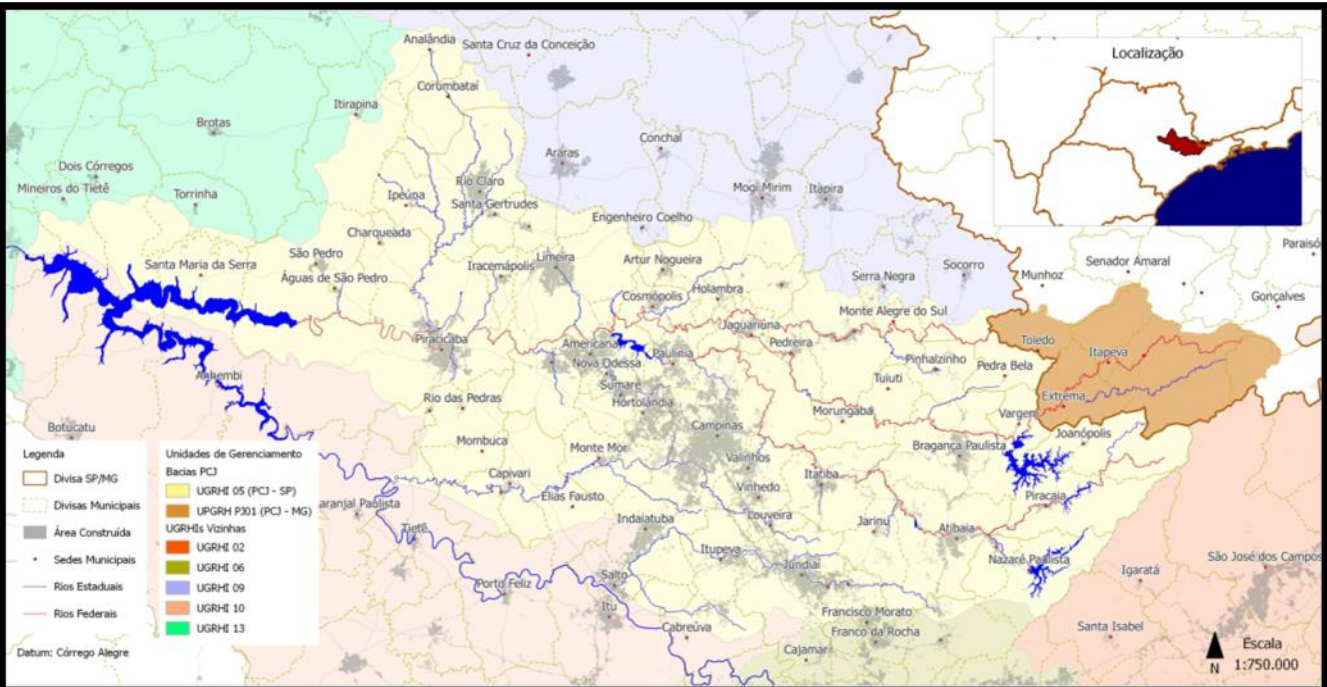 Analândia
Santa Cruz da Conceição
Corumbataí
Itirapina
Brotas
Conchal
Dois Córregos
Araras
Mineiros do Tietê
Torrinha
Rio Claro
Ipeúna
Santa Gertrudes
Mogi Mirim
Itapira
Engenheiro Coelho
Charqueada
São Pedro
Limeira
Artur Nogueira
Santa Maria da Serra
Águas de São Pedro
Iracemápolis
Serra Negra
Socorro
Munhoz
Senador Amaral
Paraisó
Gonçalves
Cosmópolis
Holambra
Monte Alegre do Sul
Piracicaba
Americana
Paulínia
Jaguariúna
Pedreira
Toledo
Itapeva
Nova Odessa
Sumaré
Hortolândia
Pinhalzinho
Pedra Bela
Tuiuti
Extrema
Anhembi
Rio das Pedras
Morungaba
Vargem
Joanópolis
Botucatu
Mombuca
Monte Mor
Campinas
Bragança Paulista
Capivari
Valinhos
Itatiba
Piracaia
Elias Fausto
Vinhedo
aranjal Paulista
Louveira
Jarinu
Atibaia
Indaiatuba
Tietê
Itupeva
Nazaré Paulista
Jundiaí
São José dos Campos
Igaratá
Porto Feliz
Salto
Itu
Cabreúva
Francisco Morato
Franco da Rocha
Cajamar
Santa Isabel
Localização
Legenda
Divisa SP/MG
Divisas Municipais
Área Construída
Sedes Municipais
Rios Estaduais
Rios Federais
Datum: Córrego Alegre
Unidades de Gerenciamento
Bacias PCJ
UGRHI 05 (PCJ - SP)
UPGRH PJ01 (PCJ - MG)
UGRHIs Vizinhas
UGRHI 02
UGRHI 06
UGRHI 09
UGRHI 10
UGRHI 13
N
Escala
1:750.000